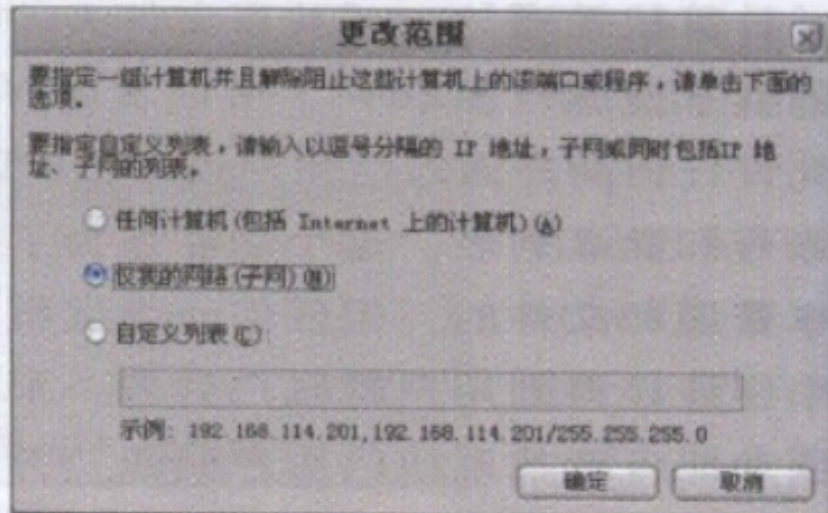 更改范围
要指定一组计算机并且解除阻止这些计算机上的该端口或程序，请单击下面的
选项。
要指定自定义列表，请输入以逗号分隔的 IP 地址，子网或同时包括IP 地
址、子网的列表。
任何计算机(包括 Internet 上的计算机)(A)
仅我的网络(子网)(N)
自定义列表(C):
示例: 192.168.114.201,192.168.114.201/255.255.255.0
确定
取消